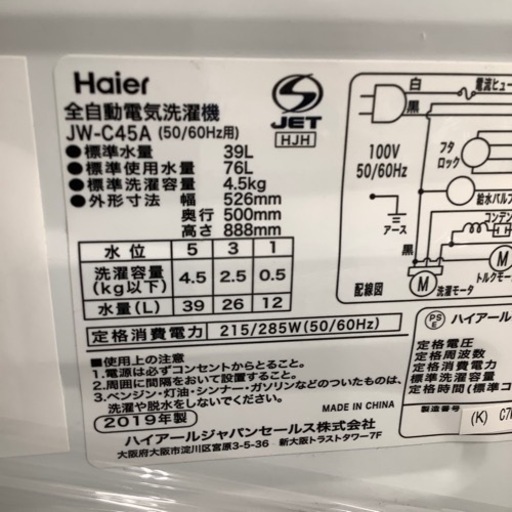 Haier
全自動電気洗濯機
JW-C45A (50/60Hz用)
●標準水量 39L
●標準使用水量 76L
●標準洗濯容量 4.5kg
●外形寸法 幅 526mm
奥行 500mm
高さ 888mm
S
JET
HJH
水位 5 3 1
洗濯容量(kg以下) 4.5 2.5 0.5
水量(L) 39 26 12
定格消費電力 215/285W(50/60Hz)
■使用上の注意
1.電源は必ずコンセントからとること。
2.周囲に間隔をおいて設置すること。
3.ベンジン・灯油・シンナー・ガソリンなどのついたものは、
洗濯や脱水をしないでください。
2019年製
MADE IN CHINA
ハイアールジャパンセールス株式会社
大阪府大阪市淀川区宮原3-5-36 新大阪トラストタワー7F
白
電流ヒュー
黒
100V
50/60Hz
フタ
ロック
給水バルブ
アース
コンデン
黒
M
M
トルクモー
洗濯モータ
配線図
PS
E
ハイアール
定格電圧
定格周波数
定格消費電力
標準洗濯容量
定格時間(標準コ
製造番号
(K) C7